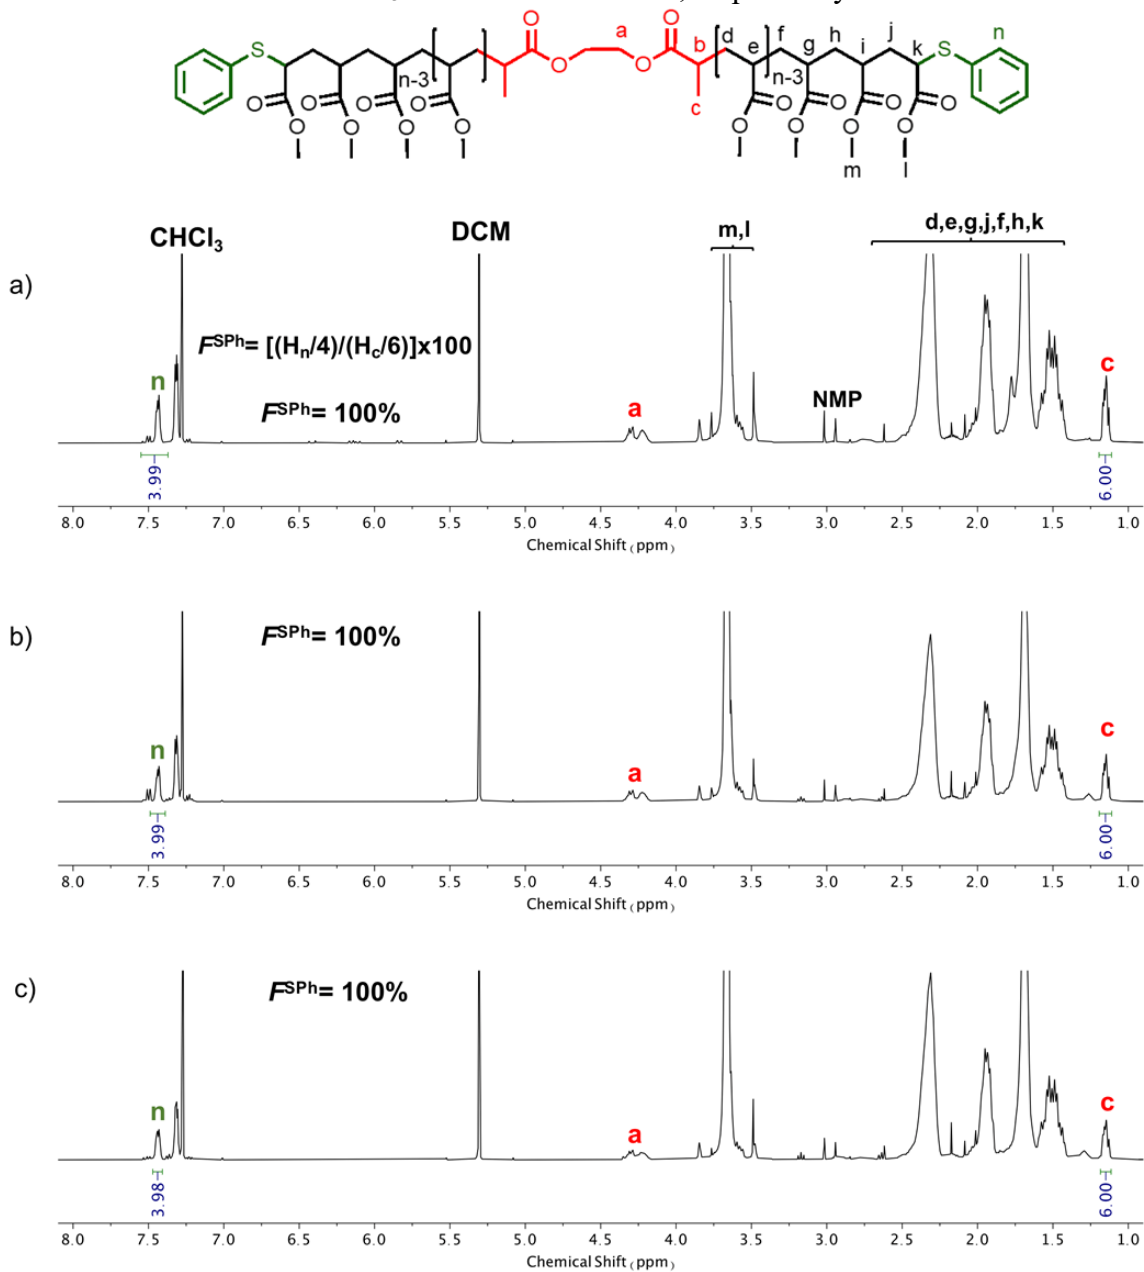 O O
S a d f h j n
b g i k S
e
O O n-3 O O n-3
O O O O c O O O O
O O O O O O O O
m l
CHCl3 DCM m,l d,e,g,j,f,h,k
a)
FSPh= [(Hn/4)/(Hc/6)]x100
n FSPh= 100% a NMP c
3.99 6.00
8.0 7.5 7.0 6.5 6.0 5.5 5.0 4.5 4.0 3.5 3.0 2.5 2.0 1.5 1.0
Chemical Shift (ppm)
b) FSPh= 100%
n a c
3.99 6.00
8.0 7.5 7.0 6.5 6.0 5.5 5.0 4.5 4.0 3.5 3.0 2.5 2.0 1.5 1.0
Chemical Shift (ppm)
c) FSPh= 100%
n a c
3.98 6.00
8.0 7.5 7.0 6.5 6.0 5.5 5.0 4.5 4.0 3.5 3.0 2.5 2.0 1.5 1.0
Chemical Shift (ppm)